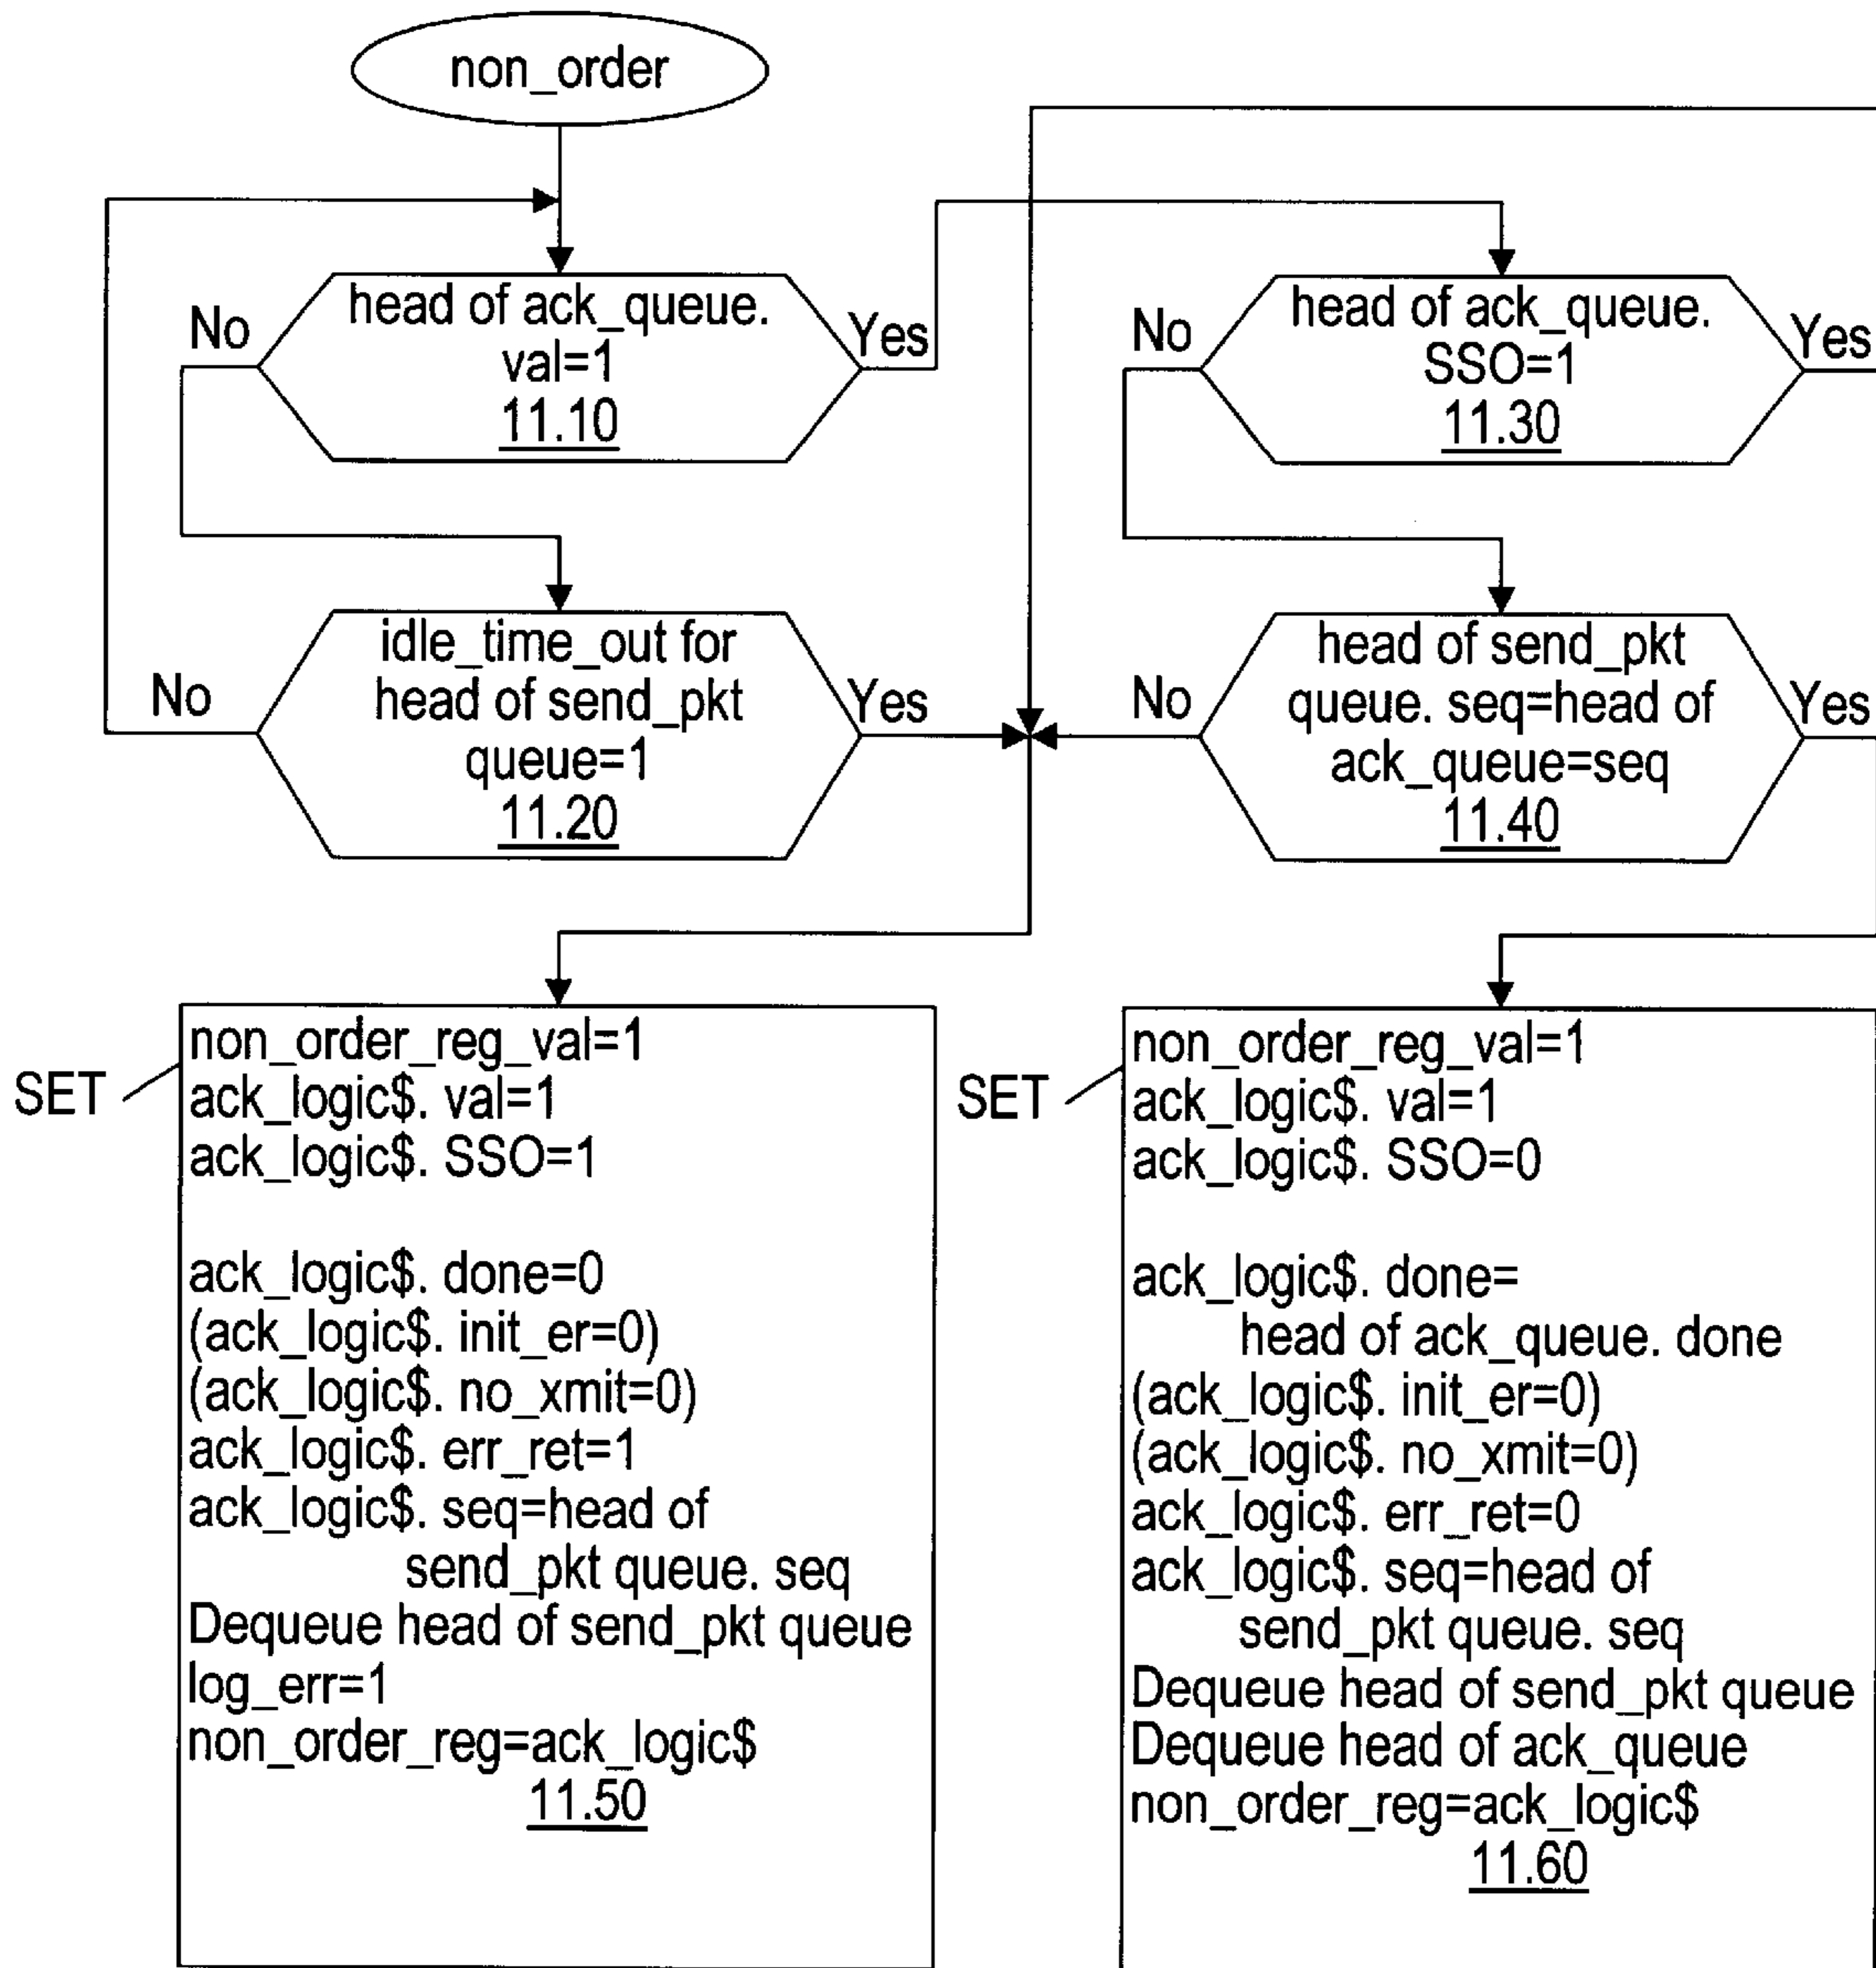 non_order
head of ack_queue.
val=1
11.10
No
Yes
head of ack_queue.
SSO=1
11.30
No
Yes
idle_time_out for
head of send_pkt
queue=1
11.20
No
Yes
head of send_pkt
queue. seq=head of
ack_queue=seq
11.40
No
Yes
SET
non_order_reg_val=1
ack_logic$. val=1
ack_logic$. SSO=1
ack_logic$. done=0
(ack_logic$. init_er=0)
(ack_logic$. no_xmit=0)
ack_logic$. err_ret=1
ack_logic$. seq=head of
send_pkt queue. seq
Dequeue head of send_pkt queue
log_err=1
non_order_reg=ack_logic$
11.50
SET
non_order_reg_val=1
ack_logic$. val=1
ack_logic$. SSO=0
ack_logic$. done=
head of ack_queue. done
(ack_logic$. init_er=0)
(ack_logic$. no_xmit=0)
ack_logic$. err_ret=0
ack_logic$. seq=head of
send_pkt queue. seq
Dequeue head of send_pkt queue
Dequeue head of ack_queue
non_order_reg=ack_logic$
11.60